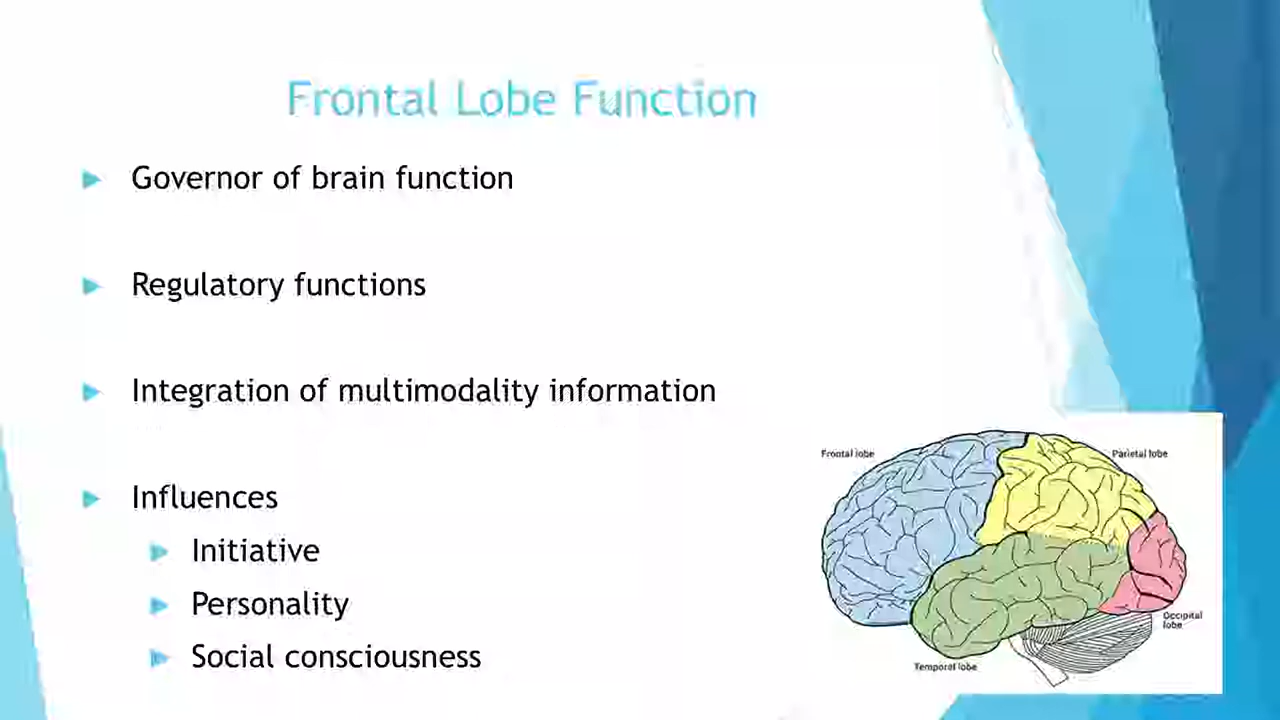 Frontal Lobe Function
Governor of brain function
Regulatory functions
Integration of multimodality information
Influences
Initiative
Personality
Social consciousness
Frontal lobe
Parietal lobe
Occipital
lobe
Temporal lobe